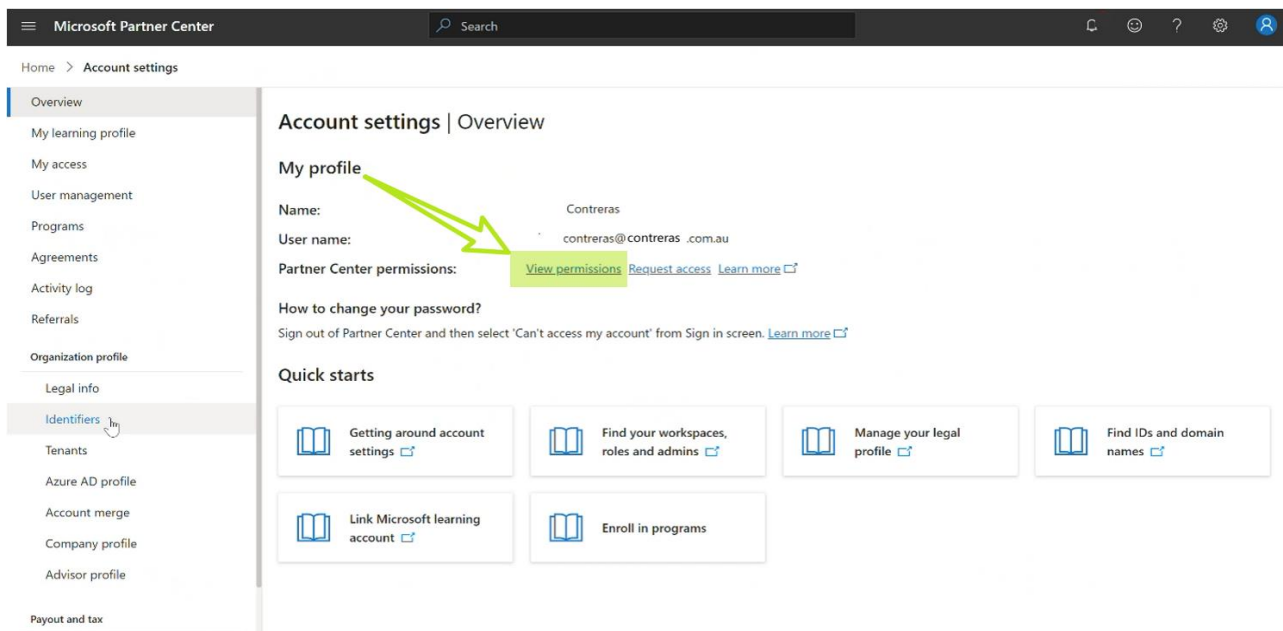 Microsoft Partner Center
Search
Home > Account settings
Overview
My learning profile
My access
User management
Programs
Agreements
Activity log
Referrals
Organization profile
Legal info
Identifiers
Tenants
Azure AD profile
Account merge
Company profile
Advisor profile
Payout and tax
Account settings | Overview
My profile
Name: Contreras
User name: contreras@contreras .com.au
Partner Center permissions: View permissions Request access Learn more
How to change your password?
Sign out of Partner Center and then select 'Can't access my account' from Sign in screen. Learn more
Quick starts
Getting around account
settings
Find your workspaces,
roles and admins
Manage your legal
profile
Find IDs and domain
names
Link Microsoft learning
account
Enroll in programs